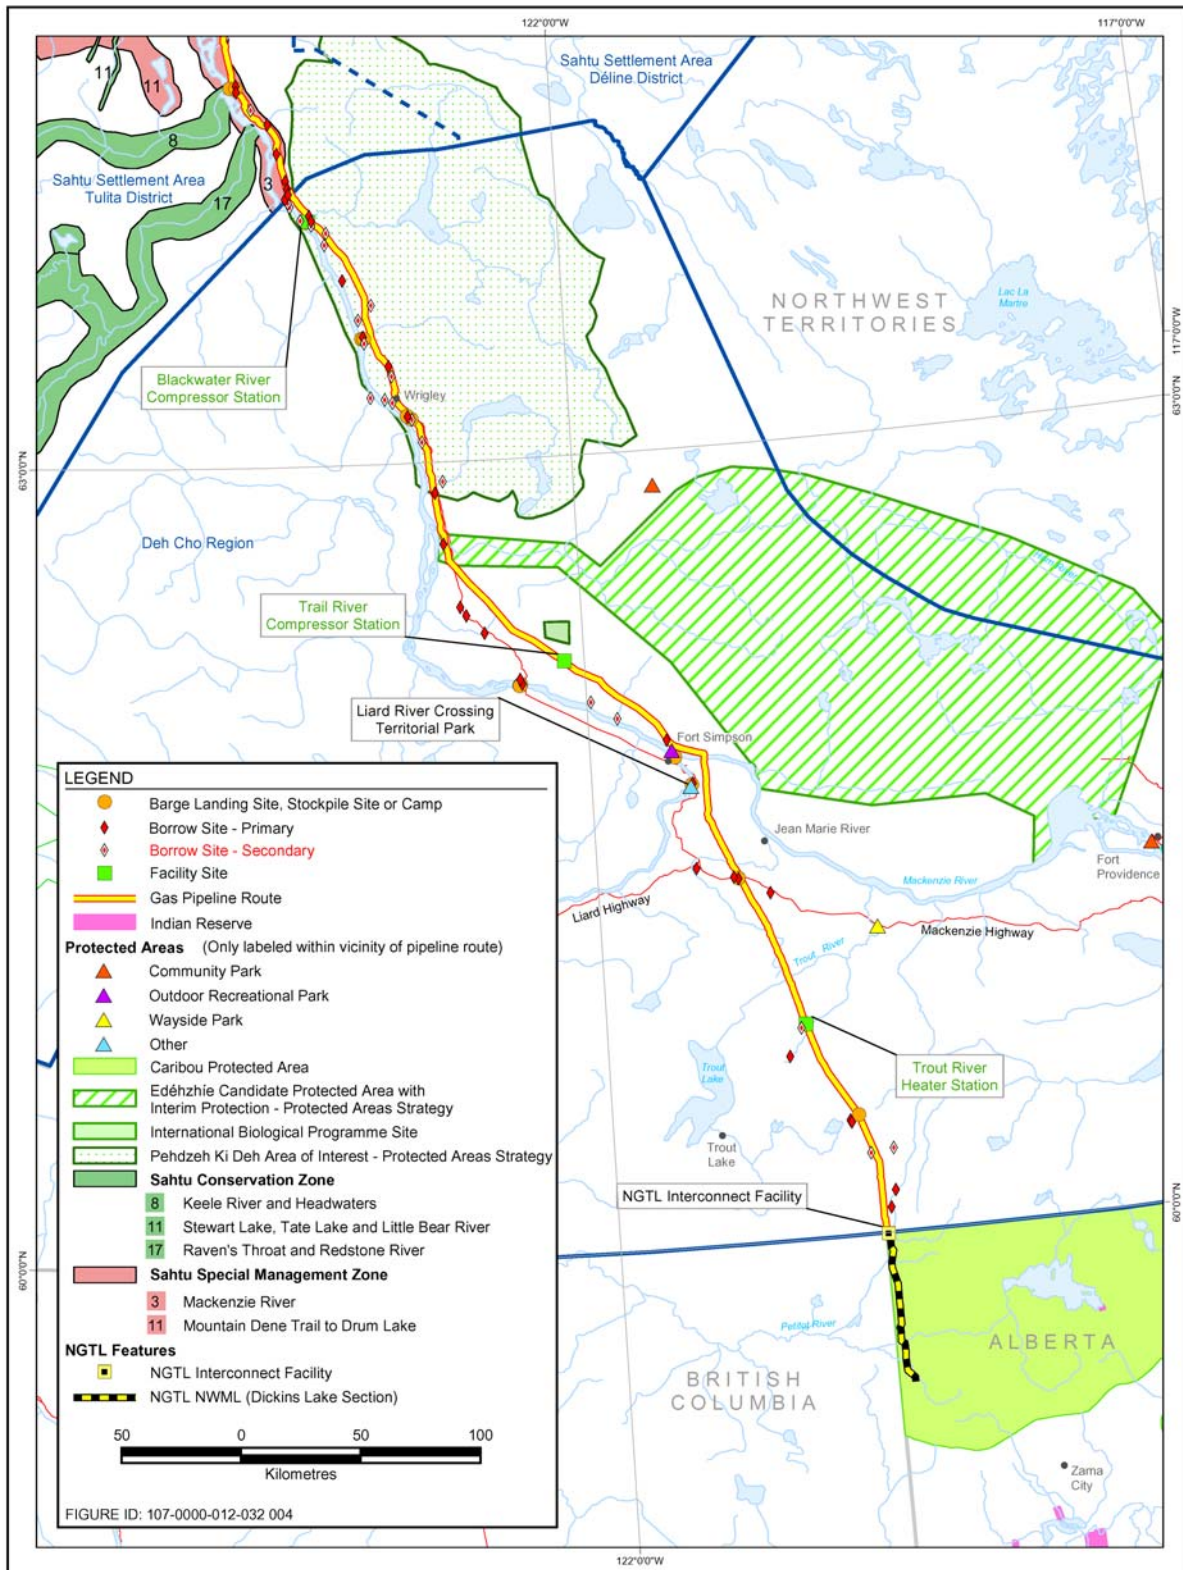 122°0'0"W
117°0'0"W
Sahtu Settlement Area
Déline District
11
11
8
Sahtu Settlement Area
Tulita District
3
17
NORTHWEST
TERRITORIES
Lac La
Martre
117°0'0"W
63°0'0"N
Blackwater River
Compressor Station
Wrigley
63°0'0"N
Deh Cho Region
Horn River
Trail River
Compressor Station
Liard River Crossing
Territorial Park
Fort Simpson
Jean Marie River
Fort
Providence
Mackenzie River
Liard Highway
Mackenzie Highway
Trout River
Trout
Lake
Trout River
Heater Station
Trout
Lake
NGTL Interconnect Facility
60°0'0"N
60°0'0"N
Petitot River
ALBERTA
BRITISH
COLUMBIA
Zama
City
122°0'0"W
LEGEND
Barge Landing Site, Stockpile Site or Camp
Borrow Site - Primary
Borrow Site - Secondary
Facility Site
Gas Pipeline Route
Indian Reserve
Protected Areas (Only labeled within vicinity of pipeline route)
Community Park
Outdoor Recreational Park
Wayside Park
Other
Caribou Protected Area
Edéhzhie Candidate Protected Area with
Interim Protection - Protected Areas Strategy
International Biological Programme Site
Pehdzeh Ki Deh Area of Interest - Protected Areas Strategy
Sahtu Conservation Zone
8 Keele River and Headwaters
11 Stewart Lake, Tate Lake and Little Bear River
17 Raven's Throat and Redstone River
Sahtu Special Management Zone
3 Mackenzie River
11 Mountain Dene Trail to Drum Lake
NGTL Features
NGTL Interconnect Facility
NGTL NWML (Dickins Lake Section)
50 0 50 100
Kilometres
FIGURE ID: 107-0000-012-032 004